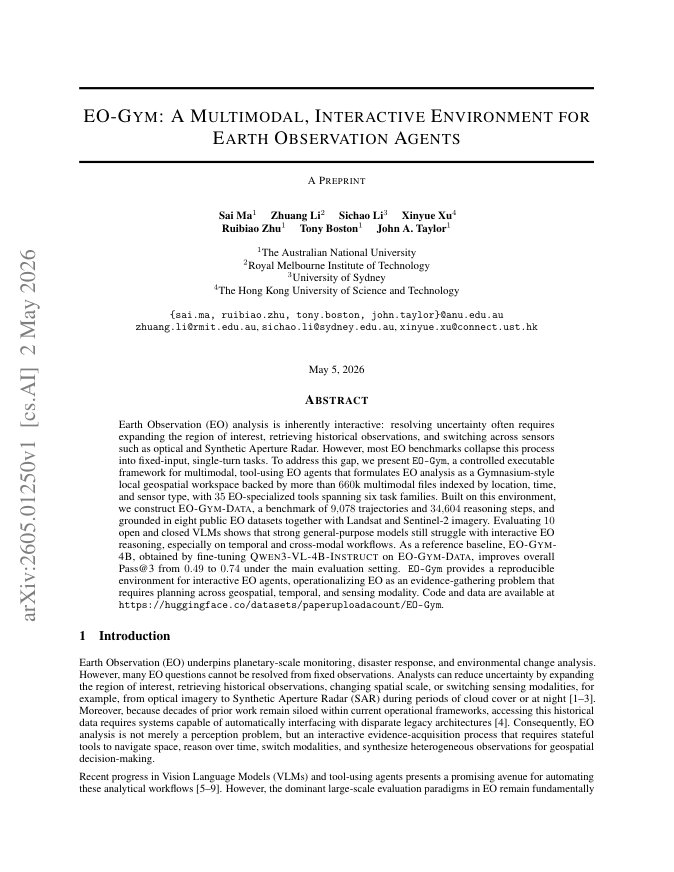 EO-GYM: A MULTIMODAL, INTERACTIVE ENVIRONMENT FOR
EARTH OBSERVATION AGENTS
A PREPRINT
Sai Ma1 Zhuang Li2 Sichao Li3 Xinyue Xu4
Ruibiao Zhu1 Tony Boston1 John A. Taylor1
1The Australian National University
2Royal Melbourne Institute of Technology
3University of Sydney
4The Hong Kong University of Science and Technology
{sai.ma, ruibiao.zhu, tony.boston, john.taylor}@anu.edu.au
zhuang.li@rmit.edu.au, sichao.li@sydney.edu.au, xinyue.xu@connect.ust.hk
May 5, 2026
ABSTRACT
Earth Observation (EO) analysis is inherently interactive: resolving uncertainty often requires
expanding the region of interest, retrieving historical observations, and switching across sensors
such as optical and Synthetic Aperture Radar. However, most EO benchmarks collapse this process
into fixed-input, single-turn tasks. To address this gap, we present EO-Gym, a controlled executable
framework for multimodal, tool-using EO agents that formulates EO analysis as a Gymnasium-style
local geospatial workspace backed by more than 660k multimodal files indexed by location, time,
and sensor type, with 35 EO-specialized tools spanning six task families. Built on this environment,
we construct EO-GYM-DATA, a benchmark of 9,078 trajectories and 34,604 reasoning steps, and
grounded in eight public EO datasets together with Landsat and Sentinel-2 imagery. Evaluating 10
open and closed VLMs shows that strong general-purpose models still struggle with interactive EO
reasoning, especially on temporal and cross-modal workflows. As a reference baseline, EO-GYM-
4B, obtained by fine-tuning QWEN3-VL-4B-INSTRUCT on EO-GYM-DATA, improves overall
Pass@3 from 0.49 to 0.74 under the main evaluation setting. EO-Gym provides a reproducible
environment for interactive EO agents, operationalizing EO as an evidence-gathering problem that
requires planning across geospatial, temporal, and sensing modality. Code and data are available at
https://huggingface.co/datasets/paperuploadacount/EO-Gym.
1 Introduction
Earth Observation (EO) underpins planetary-scale monitoring, disaster response, and environmental change analysis.
However, many EO questions cannot be resolved from fixed observations. Analysts can reduce uncertainty by expanding
the region of interest, retrieving historical observations, changing spatial scale, or switching sensing modalities, for
example, from optical imagery to Synthetic Aperture Radar (SAR) during periods of cloud cover or at night [1–3].
Moreover, because decades of prior work remain siloed within current operational frameworks, accessing this historical
data requires systems capable of automatically interfacing with disparate legacy architectures [4]. Consequently, EO
analysis is not merely a perception problem, but an interactive evidence-acquisition process that requires stateful
tools to navigate space, reason over time, switch modalities, and synthesize heterogeneous observations for geospatial
decision-making.
Recent progress in Vision Language Models (VLMs) and tool-using agents presents a promising avenue for automating
these analytical workflows [5–9]. However, the dominant large-scale evaluation paradigms in EO remain fundamentally
arXiv:2605.01250v1 [cs.AI] 2 May 2026